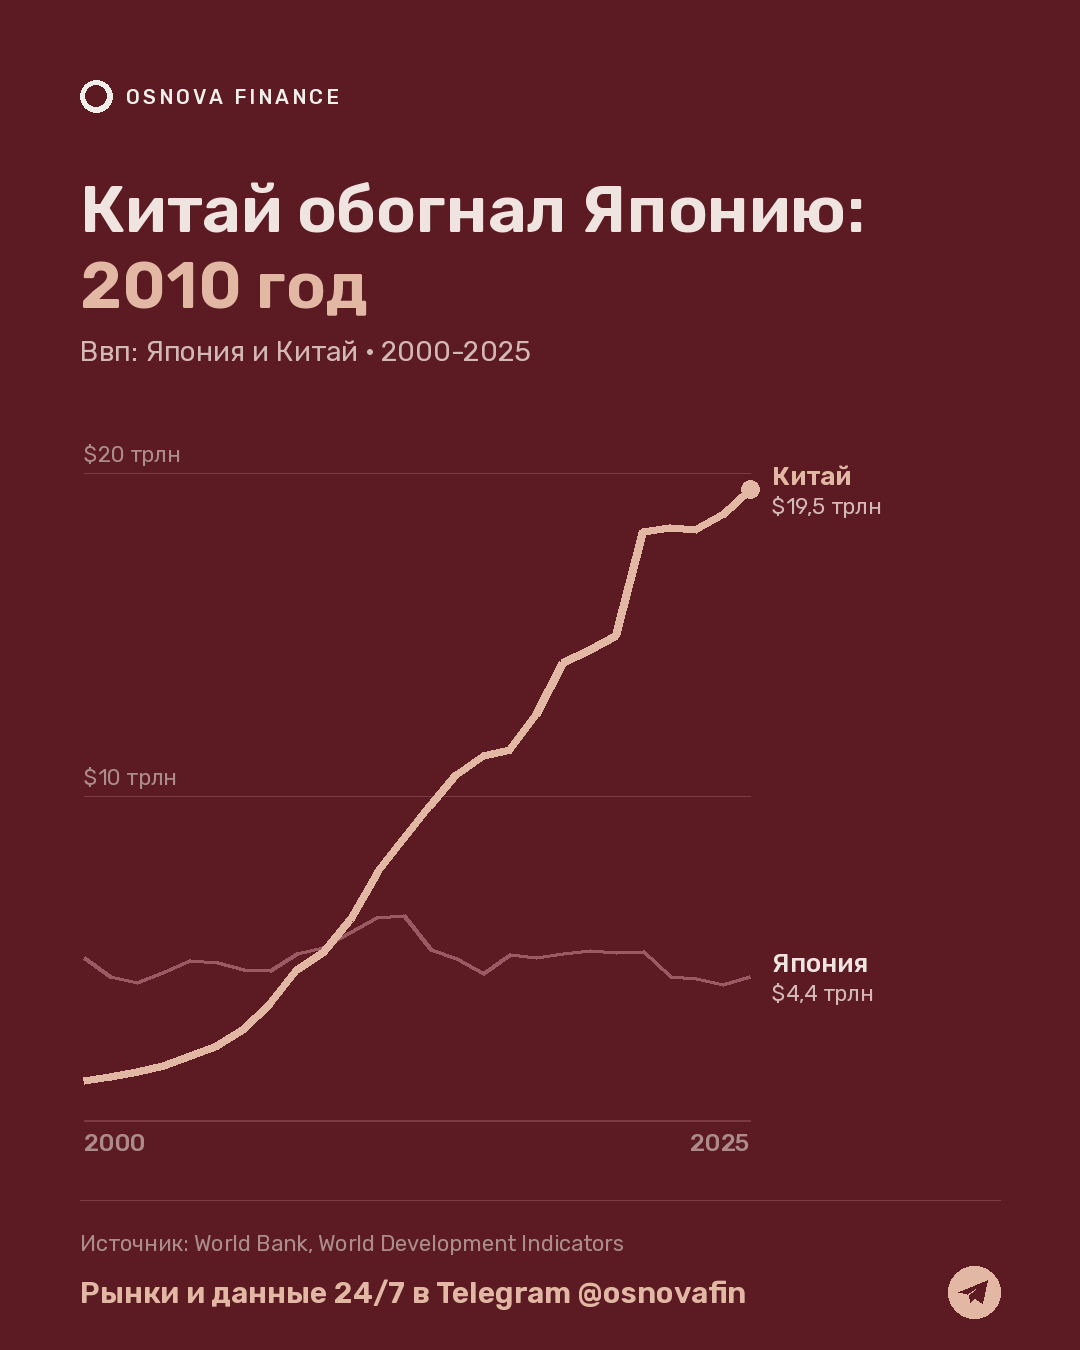 OSNOVA FINANCE
Китай обогнал Японию:
2010 год
Ввп: Япония и Китай • 2000-2025
$20 трлн
Китай
$19,5 трлн
$10 трлн
Япония
$4,4 трлн
2000
2025
Источник: World Bank, World Development Indicators
Рынки и данные 24/7 в Telegram @osnovafin